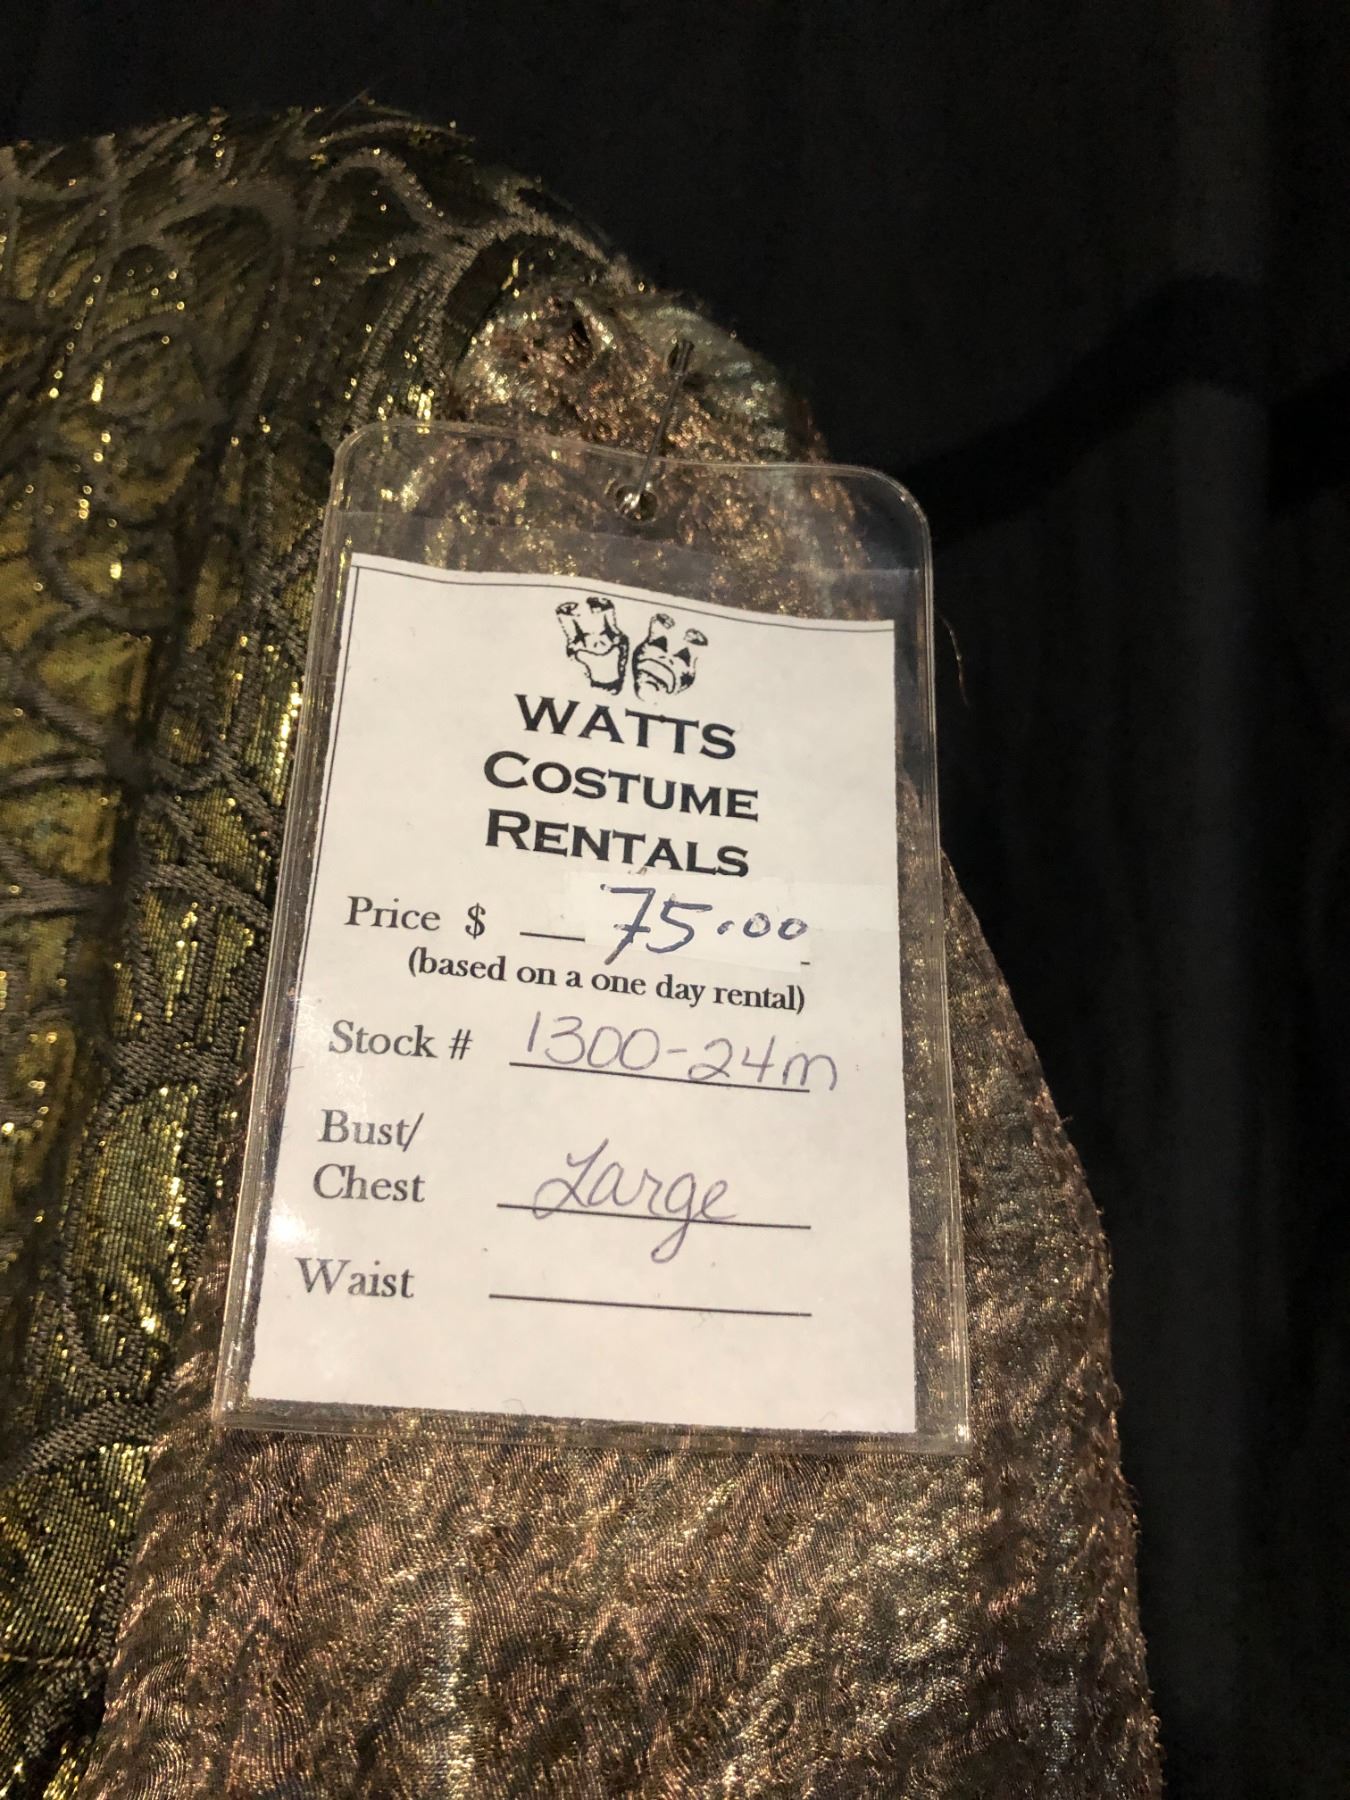 WATTS
COSTUME
RENTALS
Price $ 75.00
(based on a one day rental)
Stock # 1300-24m
Bust/
Chest Large
Waist